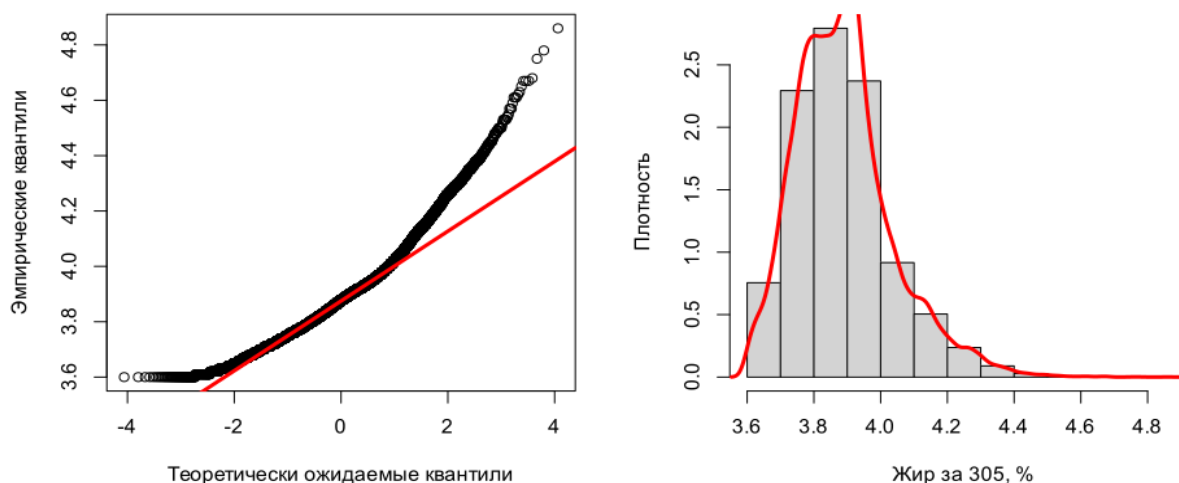 Эмпирические квантили
4.8
4.6
4.4
4.2
4.0
3.8
3.6
-4 -2 0 2 4
Теоретически ожидаемые квантили
Плотность
2.5
2.0
1.5
1.0
0.5
0.0
3.6 3.8 4.0 4.2 4.4 4.6 4.8
Жир за 305, %